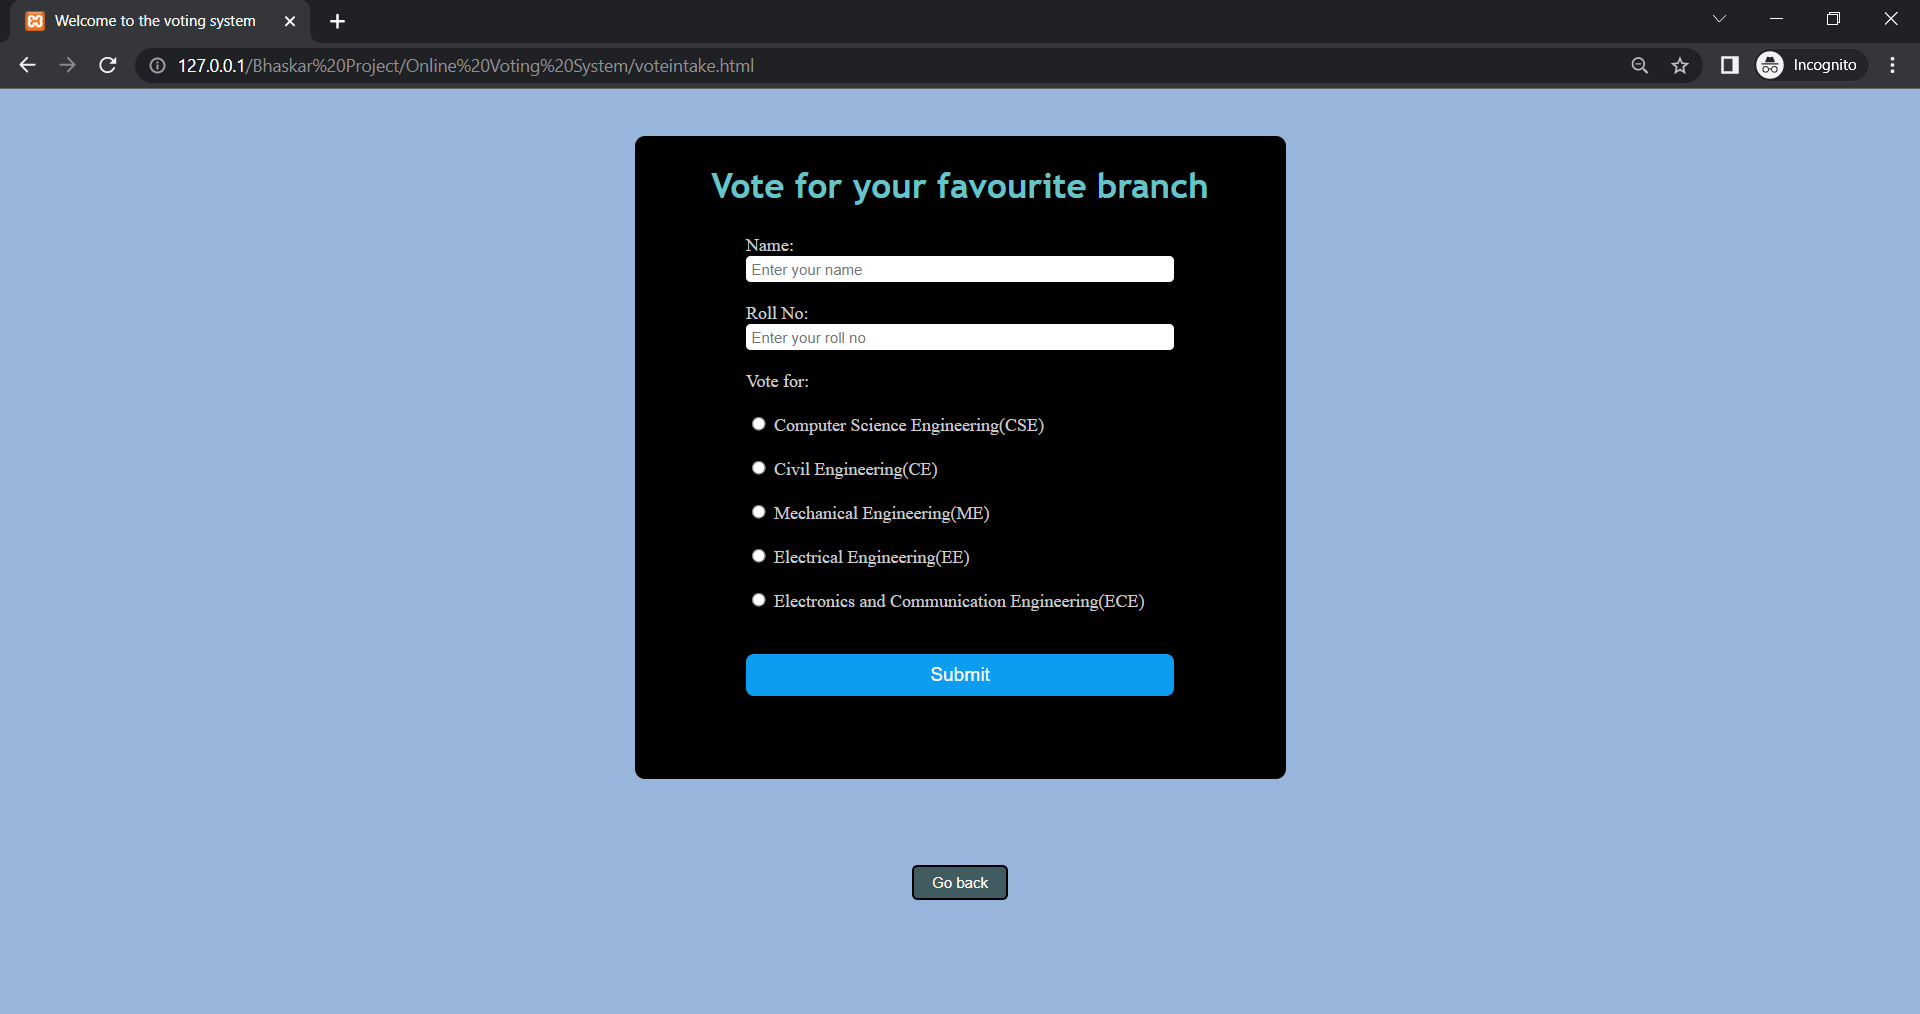 Welcome to the voting system
127.0.0.1/Bhaskar%20Project/Online%20Voting%20System/voteintake.html
Incognito
Vote for your favourite branch
Name:
Enter your name
Roll No:
Enter your roll no
Vote for:
Computer Science Engineering(CSE)
Civil Engineering(CE)
Mechanical Engineering(ME)
Electrical Engineering(EE)
Electronics and Communication Engineering(ECE)
Submit
Go back